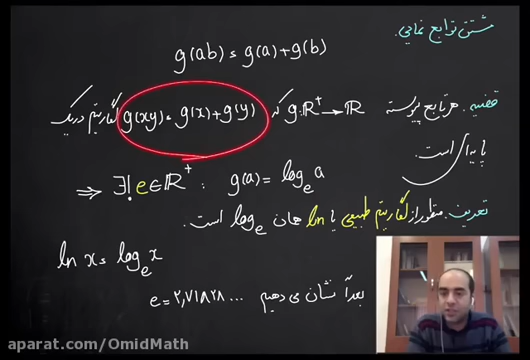 مشتق توابع نمایی.
g(ab) = g(a) + g(b)
قضیه. هر تابع پیوسته g: ℝ⁺ → ℝ که g(xy) = g(x) + g(y) لگاریتم در یک
پایه‌ای است.
⇒ ∃! e ∈ ℝ⁺ : g(a) = logₑ a
تعریف. منظور از لگاریتم طبیعی یا ln همان logₑ است.
ln x = logₑ x
بعداً نشان می‌دهیم e = ۲٫۷۱۸۲۸ ...
aparat.com/OmidMath